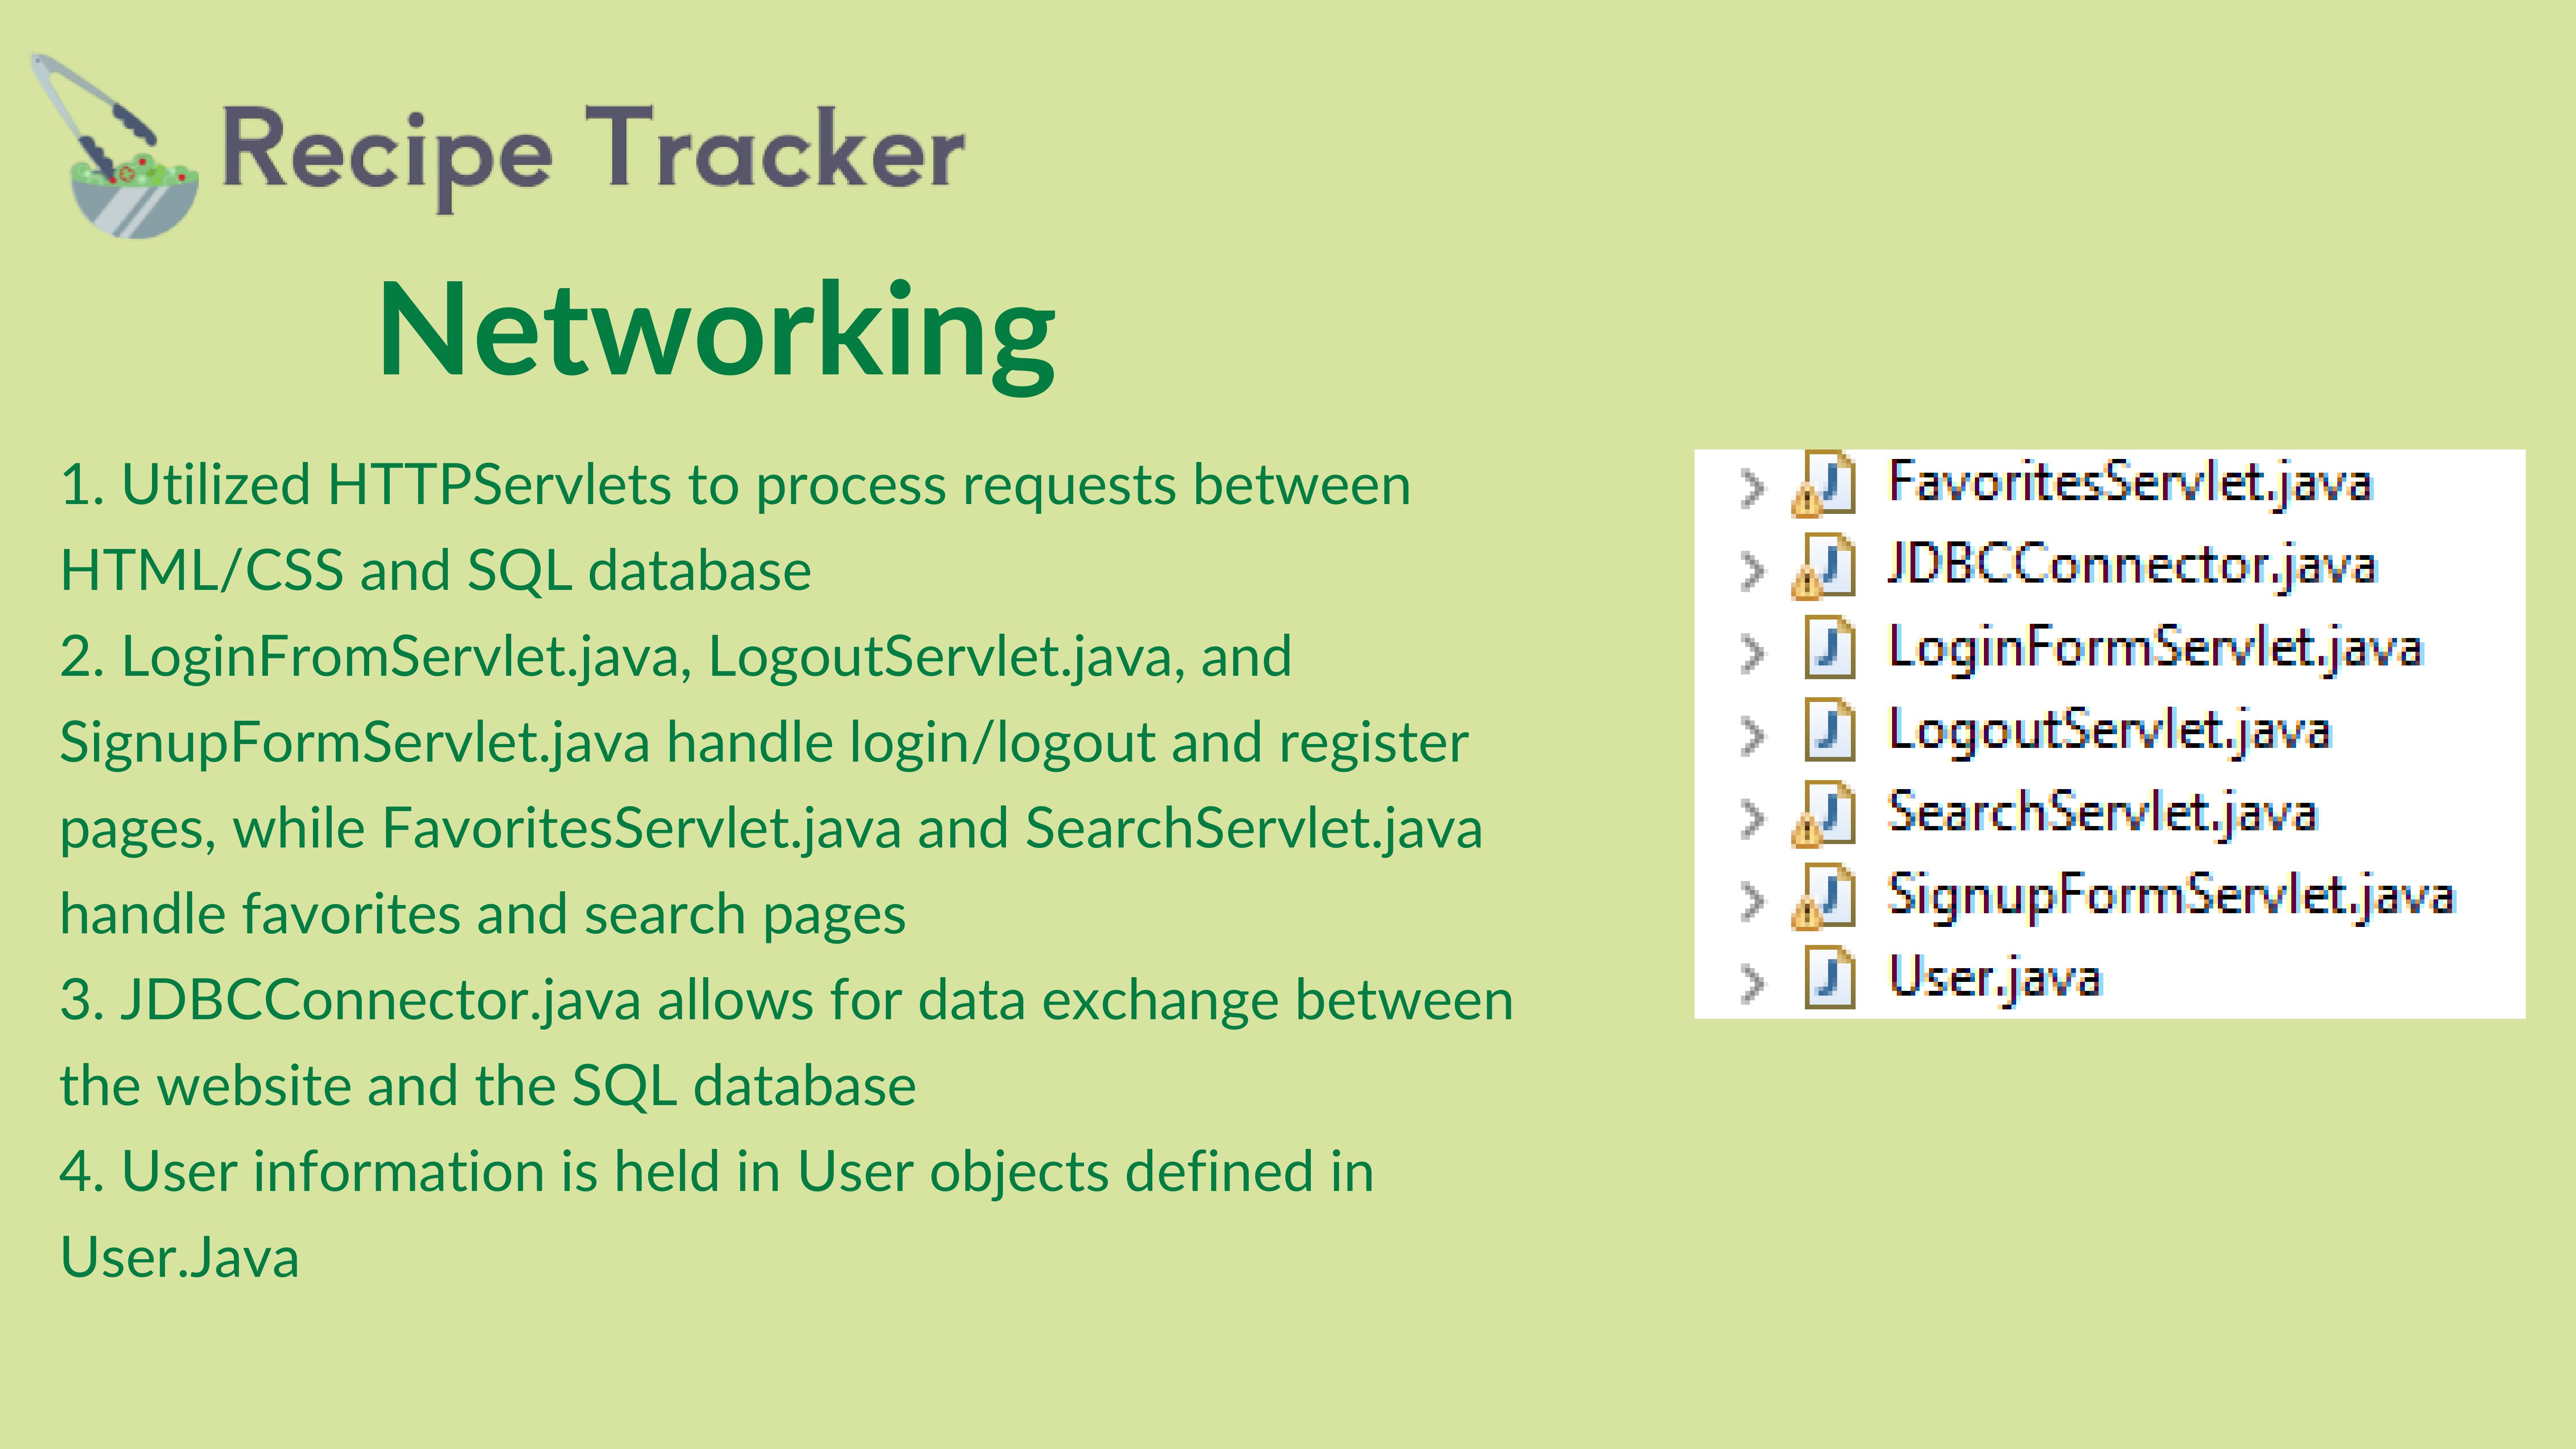 Recipe Tracker
Networking
1. Utilized HTTPServlets to process requests between
HTML/CSS and SQL database
2. LoginFromServlet.java, LogoutServlet.java, and
SignupFormServlet.java handle login/logout and register
pages, while FavoritesServlet.java and SearchServlet.java
handle favorites and search pages
3. JDBCConnector.java allows for data exchange between
the website and the SQL database
4. User information is held in User objects defined in
User.Java
FavoritesServlet.java
JDBCConnector.java
LoginFormServlet.java
LogoutServlet.java
SearchServlet.java
SignupFormServlet.java
User.java